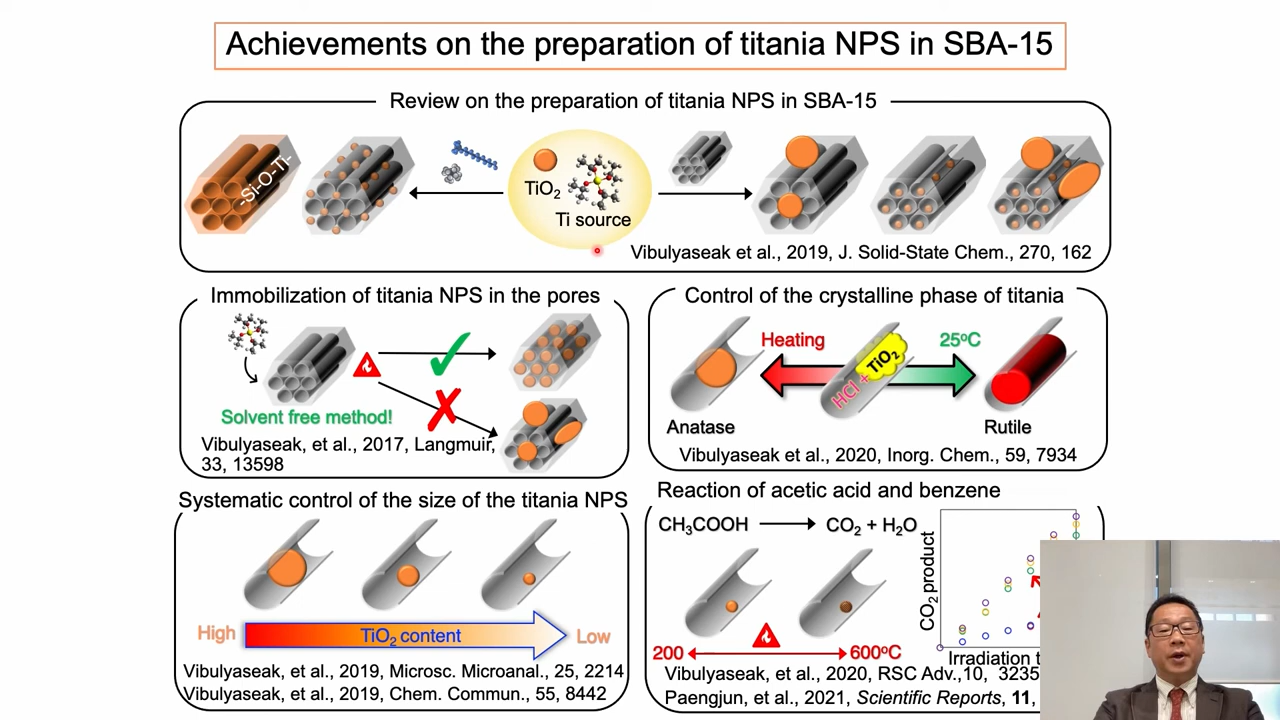 Achievements on the preparation of titania NPS in SBA-15
Review on the preparation of titania NPS in SBA-15
-Si-O-Ti-
TiO₂
Ti source
Vibulyaseak et al., 2019, J. Solid-State Chem., 270, 162
Immobilization of titania NPS in the pores
Solvent free method!
Vibulyaseak, et al., 2017, Langmuir,
33, 13598
Control of the crystalline phase of titania
Heating
HCl + TiO₂
25°C
Anatase
Rutile
Vibulyaseak et al., 2020, Inorg. Chem., 59, 7934
Systematic control of the size of the titania NPS
High
TiO₂ content
Low
Vibulyaseak, et al., 2019, Microsc. Microanal., 25, 2214
Vibulyaseak, et al., 2019, Chem. Commun., 55, 8442
Reaction of acetic acid and benzene
CH₃COOH
CO₂ + H₂O
200
600°C
CO₂ product
Irradiation t
Vibulyaseak, et al., 2020, RSC Adv.,10, 3235
Paengjun, et al., 2021, Scientific Reports, 11,